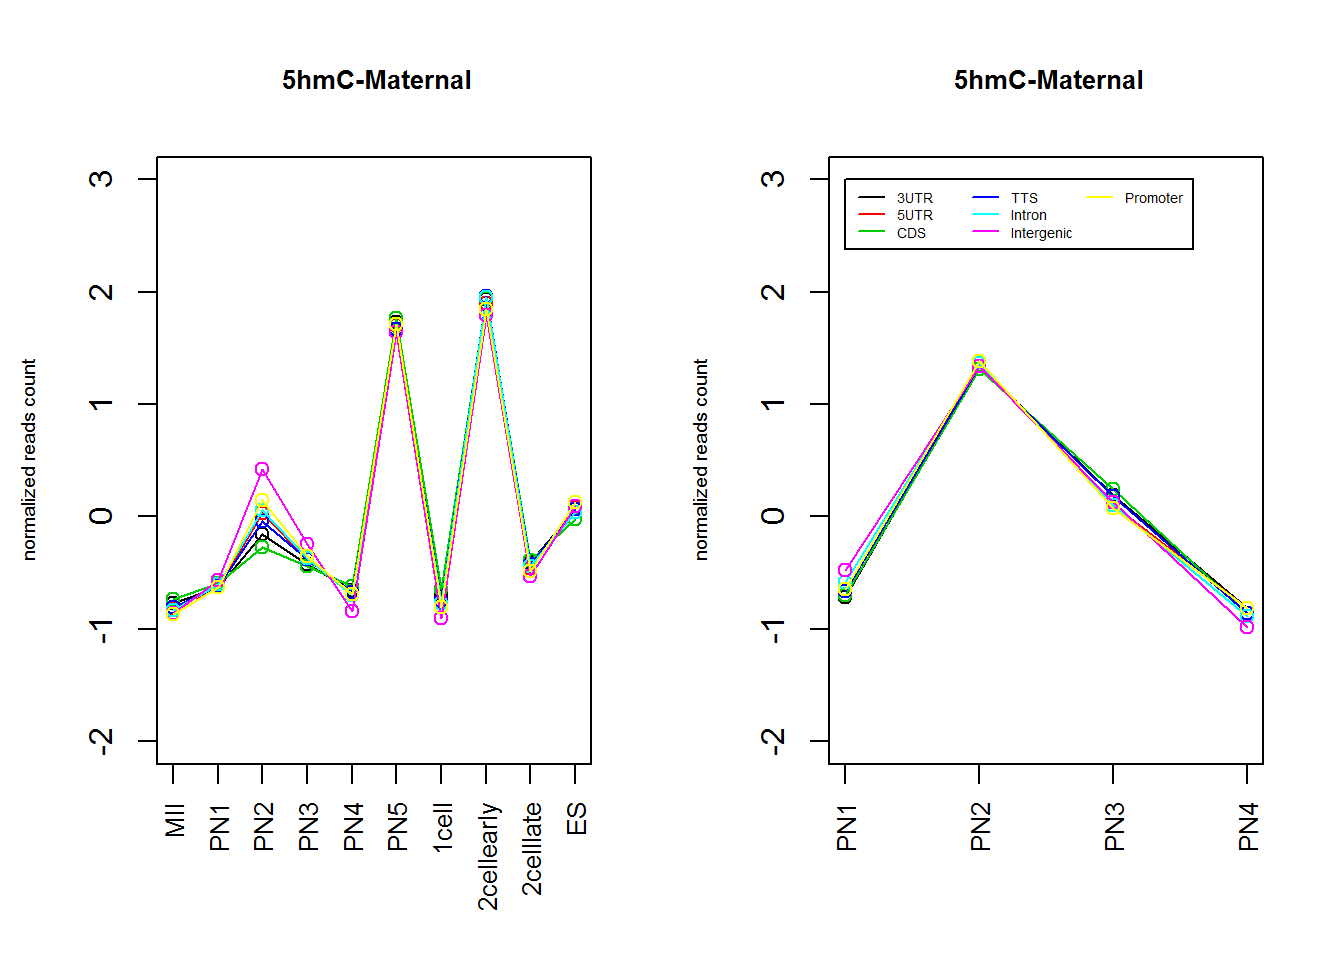 5hmC-Maternal
normalized reads count
3
2
1
0
-1
-2
MII
PN1
PN2
PN3
PN4
PN5
1cell
2cellearly
2celllate
ES
5hmC-Maternal
normalized reads count
3
2
1
0
-1
-2
3UTR
5UTR
CDS
TTS
Intron
Intergenic
Promoter
PN1
PN2
PN3
PN4